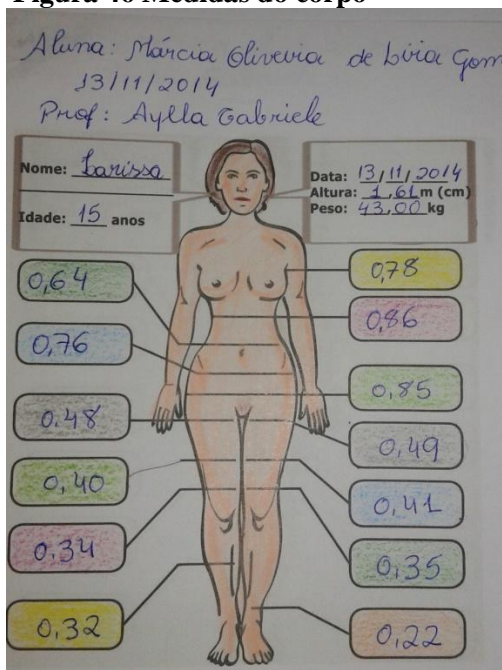 Figura 46 Medidas do corpo
Aluna: Márcia Oliveira de Lima Gom
13/11/2014
Prof: Aylla Gabriele
Nome: Larissa
Idade: 15 anos
Data: 13/11/2014
Altura: 1,61 m (cm)
Peso: 43,00 kg
0,64
0,78
0,86
0,76
0,85
0.48
0,49
0,40
0,41
0.34
0,35
0.32
0,22